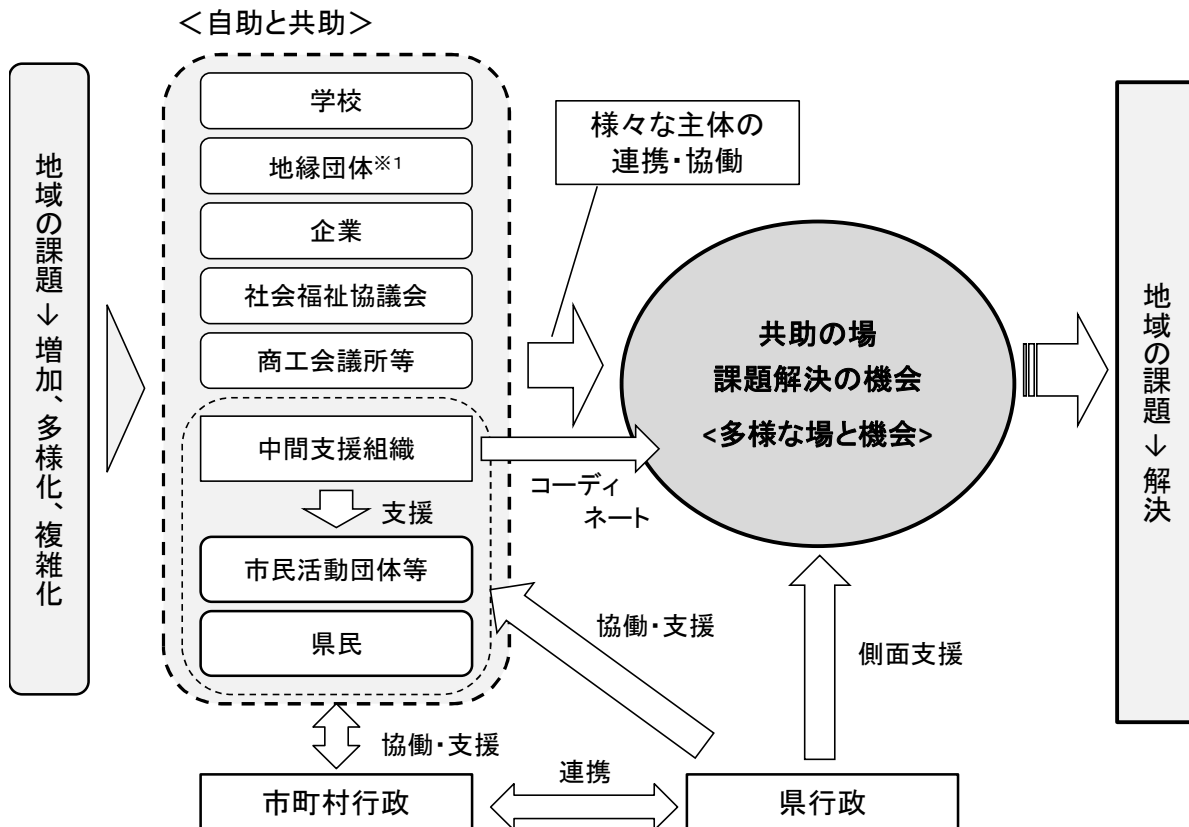 ＜自助と共助＞
地域の課題→増加、多様化、複雑化
学校
地縁団体※1
企業
社会福祉協議会
商工会議所等
中間支援組織
支援
市民活動団体等
県民
様々な主体の
連携・協働
コーディ
ネート
共助の場
課題解決の機会
<多様な場と機会>
地域の課題→解決
協働・支援
側面支援
協働・支援
連携
市町村行政
県行政